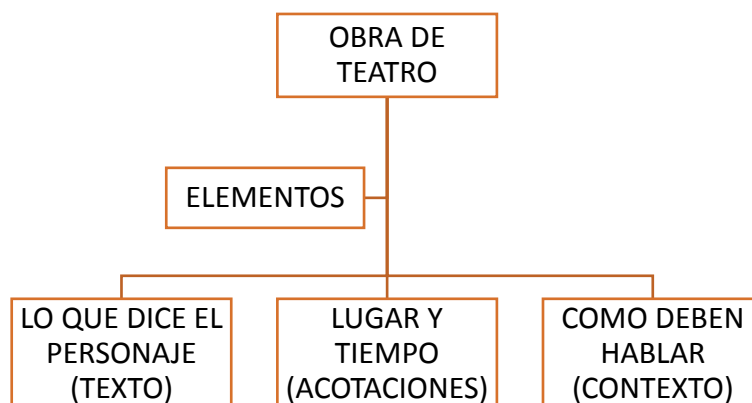 OBRA DE
TEATRO
ELEMENTOS
LO QUE DICE EL
PERSONAJE
(TEXTO)
LUGAR Y
TIEMPO
(ACOTACIONES)
COMO DEBEN
HABLAR
(CONTEXTO)